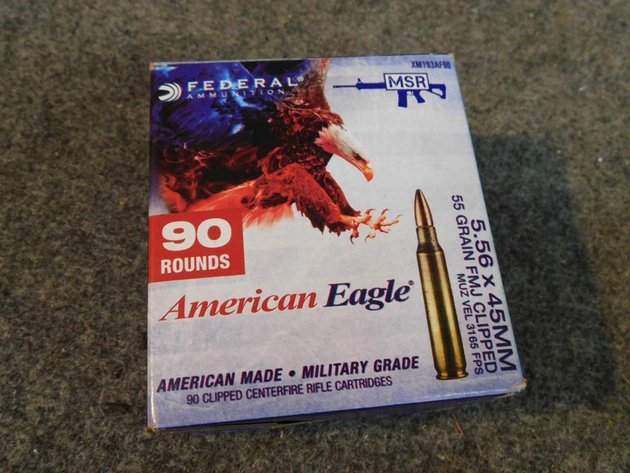 XM193AF90
FEDERAL®
AMMUNITION
MSR
90
ROUNDS
American Eagle®
5.56 x 45MM
55 GRAIN FMJ CLIPPED
MUZ VEL 3165 FPS
AMERICAN MADE • MILITARY GRADE
90 CLIPPED CENTERFIRE RIFLE CARTRIDGES